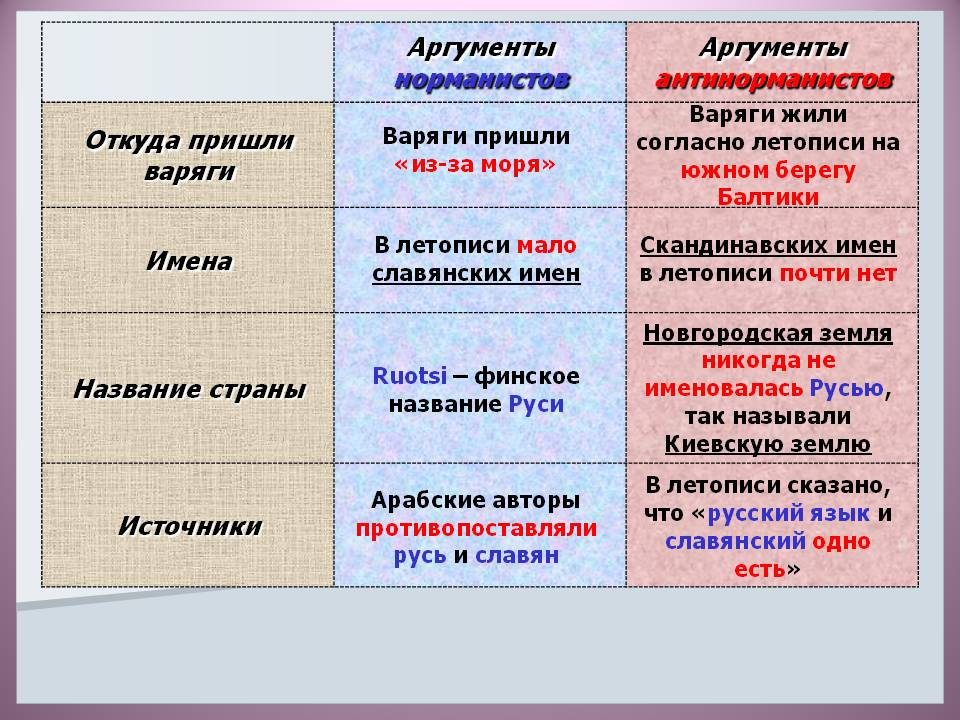 Аргументы
норманистов
Аргументы
антинорманистов
Откуда пришли
варяги
Варяги пришли
«из-за моря»
Варяги жили
согласно летописи на
южном берегу
Балтики
Имена
В летописи мало
славянских имен
Скандинавских имен
в летописи почти нет
Название страны
Ruotsi – финское
название Руси
Новгородская земля
никогда не
именовалась Русью,
так называли
Киевскую землю
Источники
Арабские авторы
противопоставляли
русь и славян
В летописи сказано,
что «русский язык и
славянский одно
есть»